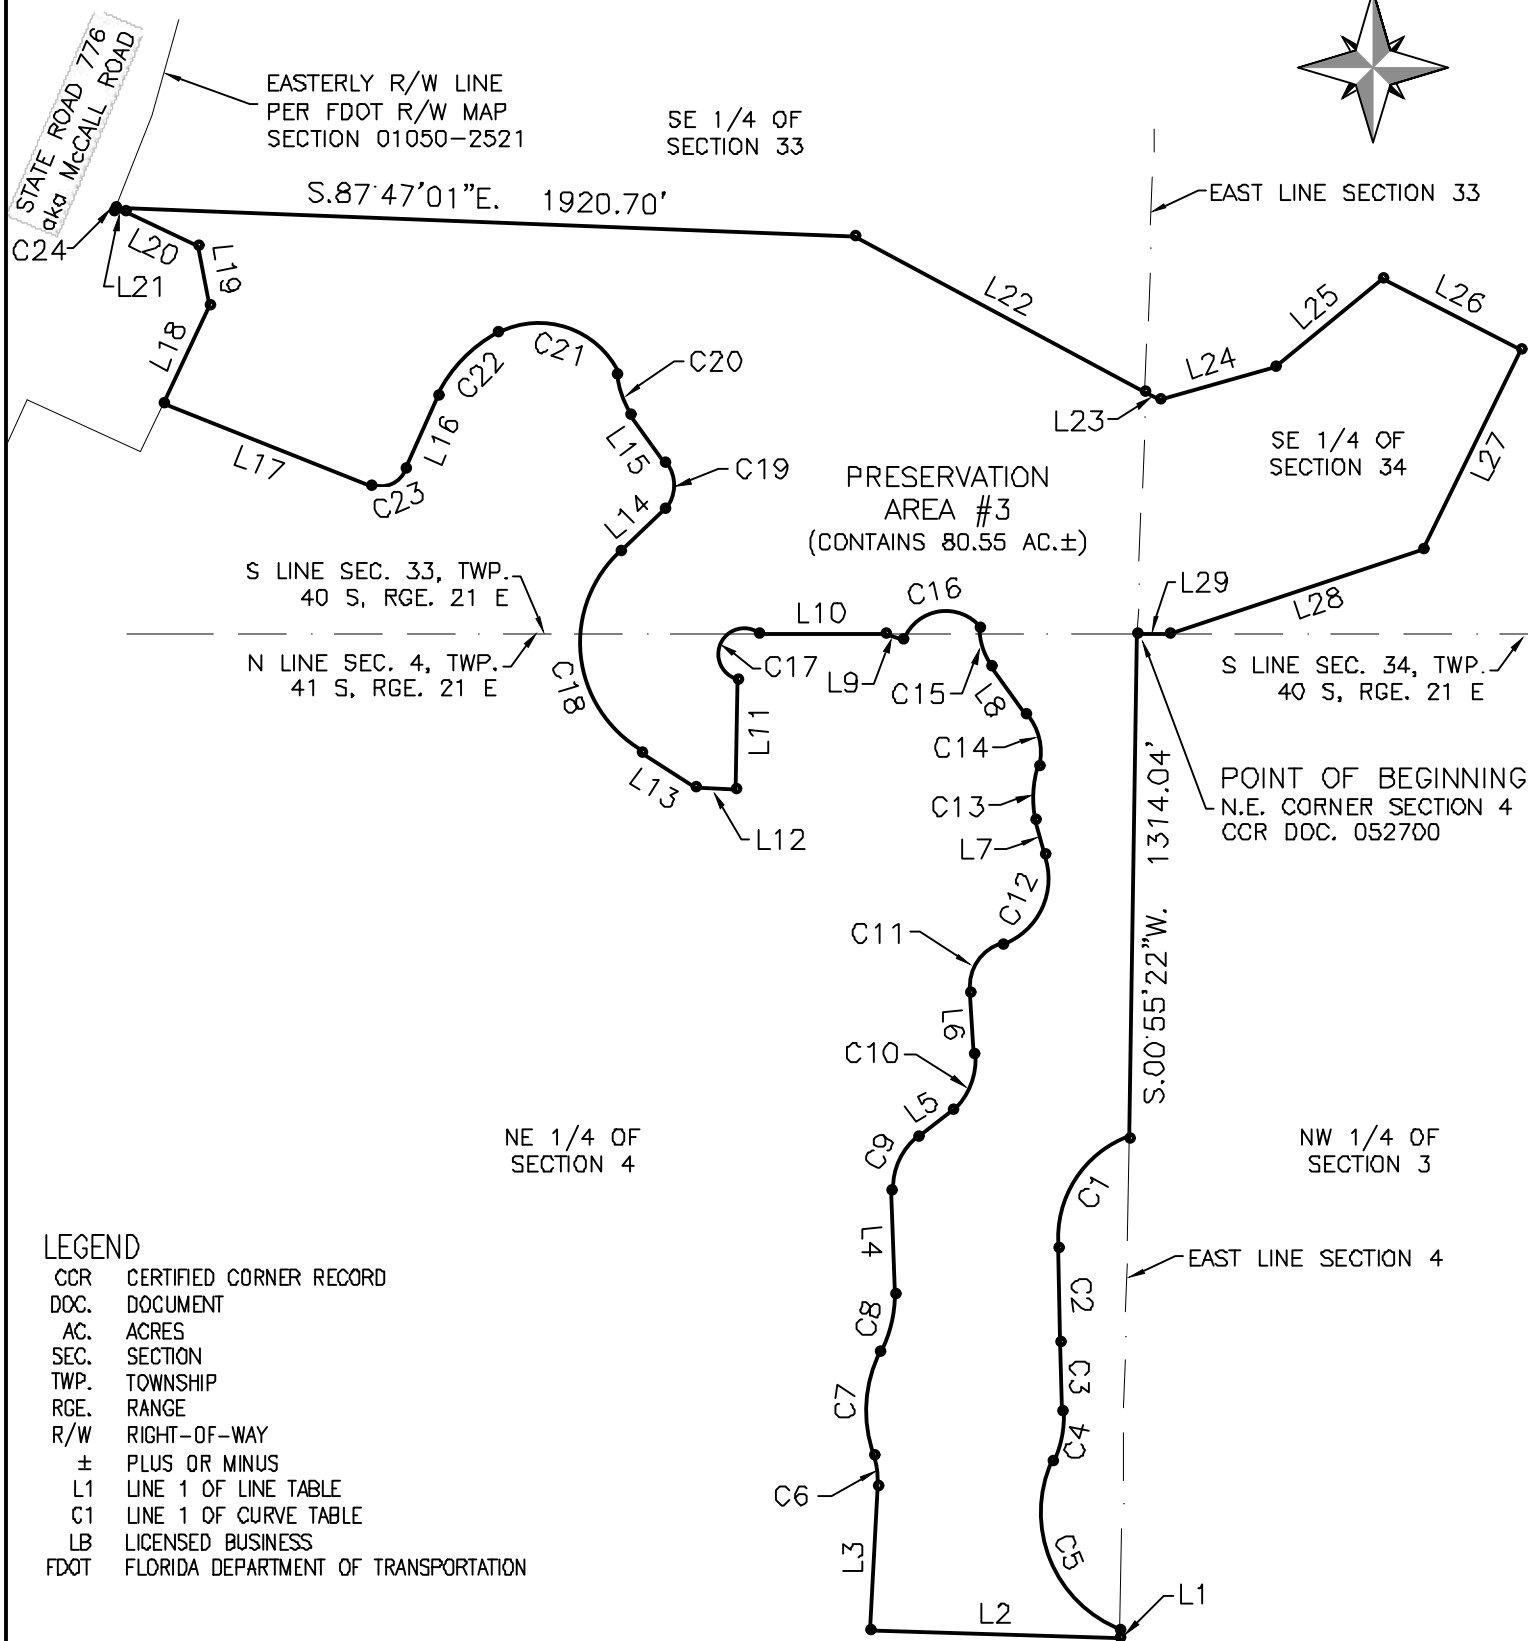 STATE ROAD 776
aka McCALL ROAD
EASTERLY R/W LINE
PER FDOT R/W MAP
SECTION 01050-2521
SE 1/4 OF
SECTION 33
EAST LINE SECTION 33
S.87°47'01"E. 1920.70'
C24
L20
L21
L19
L18
L22
L25
L26
L24
L23
C21
C22
C20
L16
L15
L17
C23
C19
L14
L27
SE 1/4 OF
SECTION 34
PRESERVATION
AREA #3
(CONTAINS 80.55 AC.±)
S LINE SEC. 33, TWP.
40 S, RGE. 21 E
N LINE SEC. 4, TWP.
41 S, RGE. 21 E
C16
L10
L29
L28
C17
L9
C15
L8
S LINE SEC. 34, TWP.
40 S, RGE. 21 E
C18
L11
C14
L13
L12
C13
L7
POINT OF BEGINNING
N.E. CORNER SECTION 4
CCR DOC. 052700
S.00°55'22"W. 1314.04'
C12
C11
L6
C10
L5
C9
NE 1/4 OF
SECTION 4
NW 1/4 OF
SECTION 3
C1
L4
EAST LINE SECTION 4
C2
C8
C3
C7
C4
C6
C5
L3
L2
L1
LEGEND
CCR CERTIFIED CORNER RECORD
DOC. DOCUMENT
AC. ACRES
SEC. SECTION
TWP. TOWNSHIP
RGE. RANGE
R/W RIGHT-OF-WAY
± PLUS OR MINUS
L1 LINE 1 OF LINE TABLE
C1 LINE 1 OF CURVE TABLE
LB LICENSED BUSINESS
FDOT FLORIDA DEPARTMENT OF TRANSPORTATION